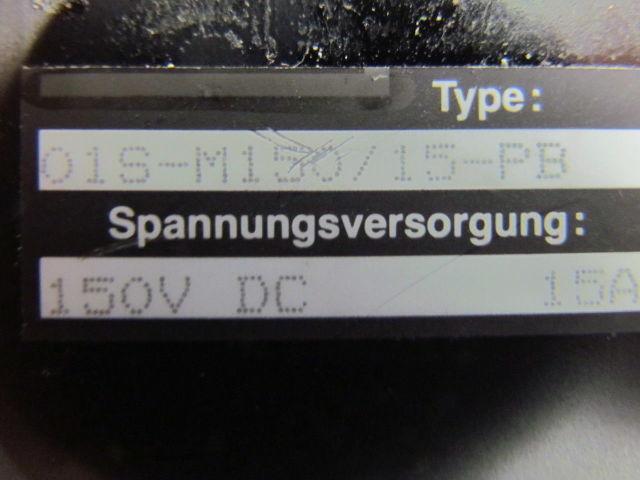 Type:
01S-M150/15-PB
Spannungsversorgung:
150V DC 15A